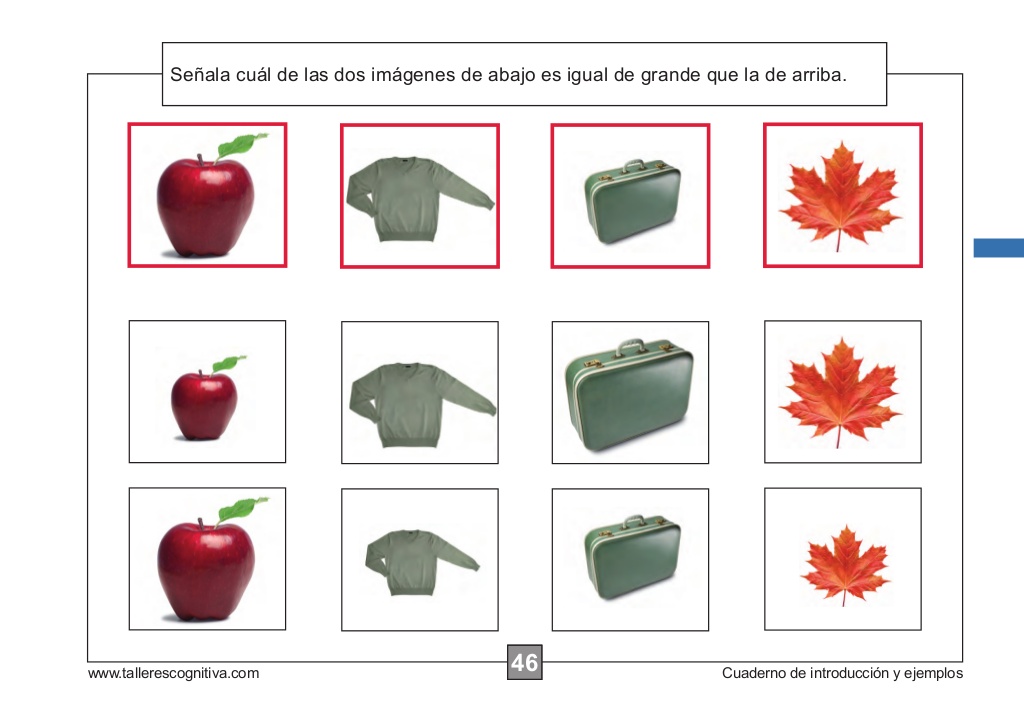 Señala cuál de las dos imágenes de abajo es igual de grande que la de arriba.
www.tallerescognitiva.com
46
Cuaderno de introducción y ejemplos